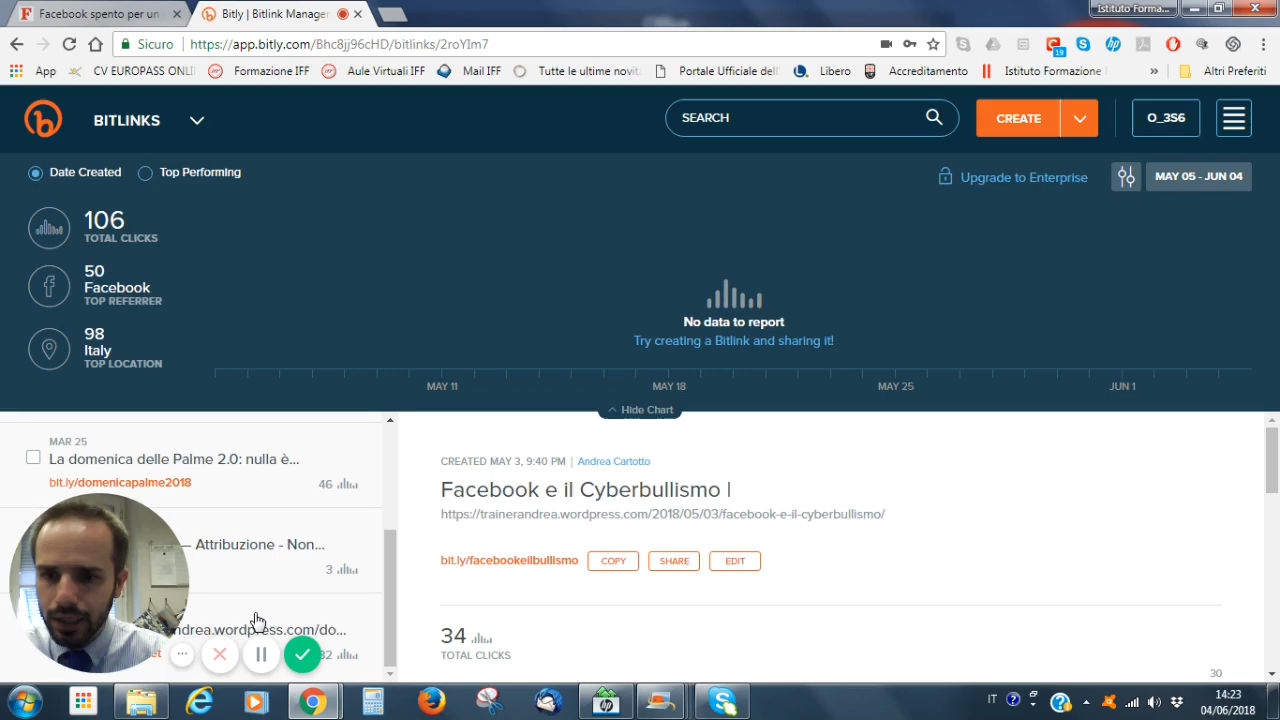 Facebook spento per un
Bitly | Bitlink Manage
Istituto Forma...
Sicuro
https://app.bitly.com/Bhc8jj96cHD/bitlinks/2roYIm7
19
App
CV EUROPASS ONLI
Formazione IFF
Aule Virtuali IFF
Mail IFF
Tutte le ultime novit
Portale Ufficiale dell
Libero
Accreditamento
Istituto Formazione
»
Altri Preferiti
BITLINKS
SEARCH
CREATE
O_3S6
Date Created
Top Performing
Upgrade to Enterprise
MAY 05 - JUN 04
106
TOTAL CLICKS
50
Facebook
TOP REFERRER
98
Italy
TOP LOCATION
No data to report
Try creating a Bitlink and sharing it!
MAY 11
MAY 18
MAY 25
JUN 1
Hide Chart
MAR 25
La domenica delle Palme 2.0: nulla è...
bit.ly/domenicapalme2018
46
— Attribuzione - Non...
3
ndrea.wordpress.com/do...
et
32
CREATED MAY 3, 9:40 PM | Andrea Cartotto
Facebook e il Cyberbullismo |
https://trainerandrea.wordpress.com/2018/05/03/facebook-e-il-cyberbullismo/
bit.ly/facebookeilbullismo
COPY
SHARE
EDIT
34
TOTAL CLICKS
30
IT
14:23
04/06/2018